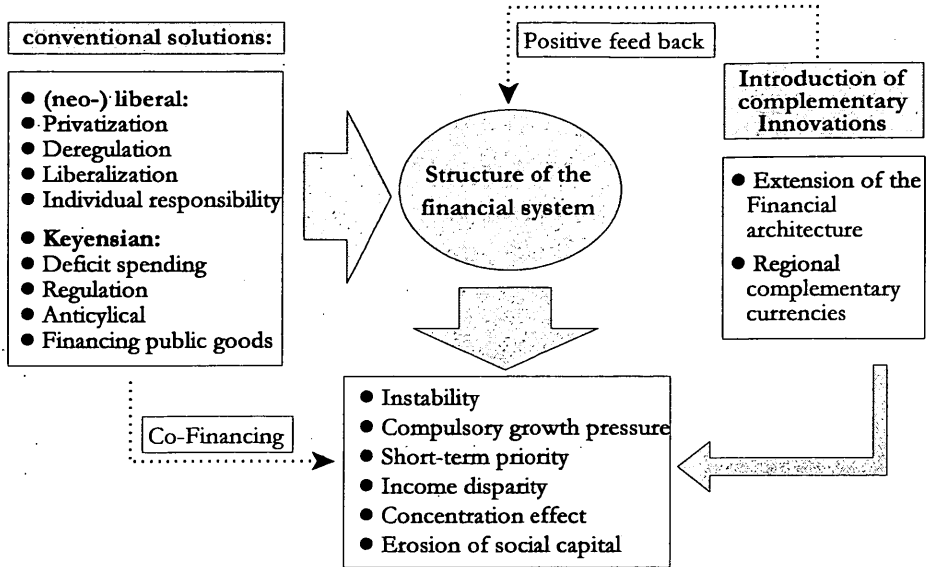 conventional solutions:
● (neo-) liberal:
● Privatization
● Deregulation
● Liberalization
● Individual responsibility
● Keyensian:
● Deficit spending
● Regulation
● Anticylical
● Financing public goods
Co-Financing
Positive feed back
Structure of the
financial system
Introduction of
complementary
Innovations
● Extension of the
Financial
architecture
● Regional
complementary
currencies
● Instability
● Compulsory growth pressure
● Short-term priority
● Income disparity
● Concentration effect
● Erosion of social capital